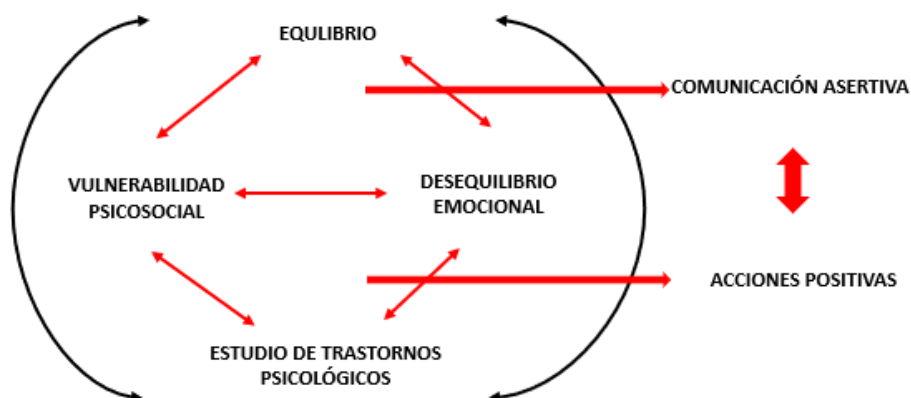 EQULIBRIO
COMUNICACIÓN ASERTIVA
VULNERABILIDAD
PSICOSOCIAL
DESEQUILIBRIO
EMOCIONAL
ACCIONES POSITIVAS
ESTUDIO DE TRASTORNOS
PSICOLÓGICOS